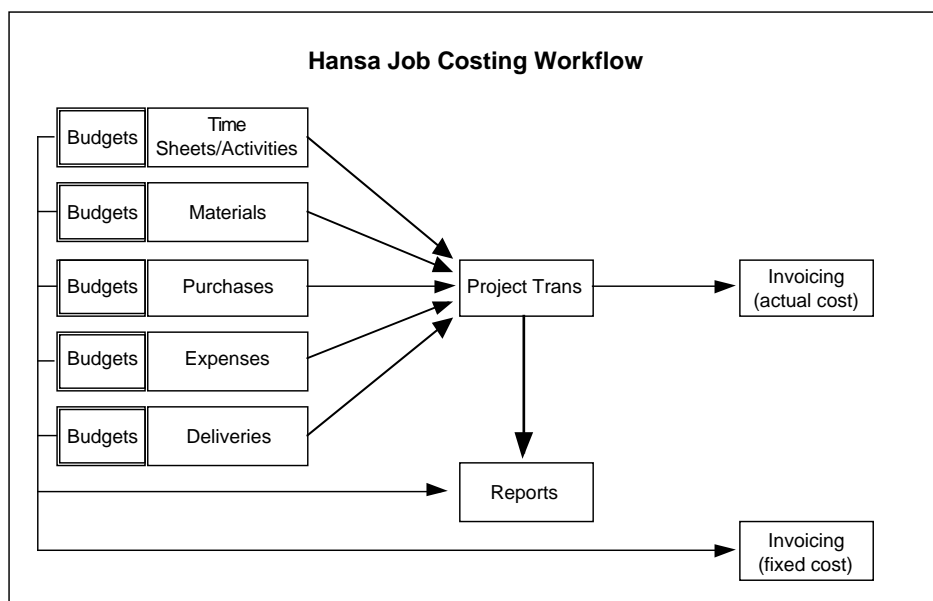 Hansa Job Costing Workflow
Budgets
Time
Sheets/Activities
Budgets
Materials
Budgets
Purchases
Project Trans
Invoicing
(actual cost)
Budgets
Expenses
Budgets
Deliveries
Reports
Invoicing
(fixed cost)